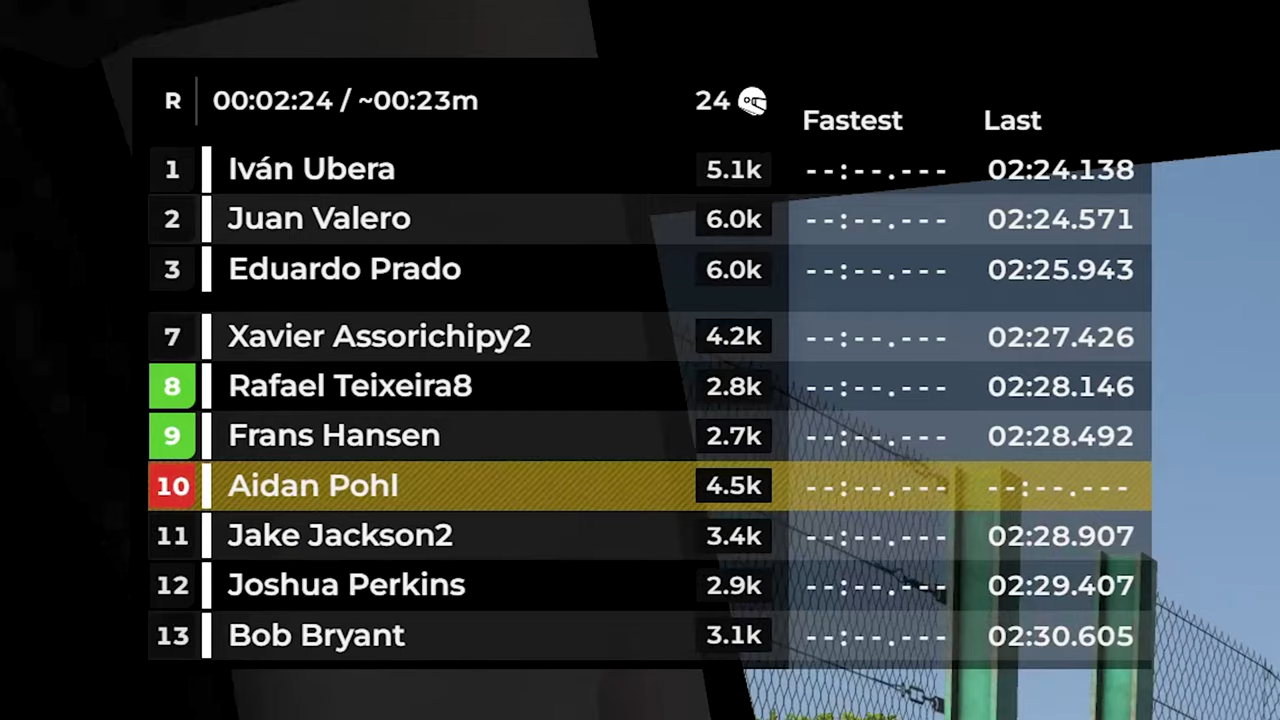 R 00:02:24 / ~00:23m 24
Fastest Last
1 Iván Ubera 5.1k --:--.--- 02:24.138
2 Juan Valero 6.0k --:--.--- 02:24.571
3 Eduardo Prado 6.0k --:--.--- 02:25.943
7 Xavier Assorichipy2 4.2k --:--.--- 02:27.426
8 Rafael Teixeira8 2.8k --:--.--- 02:28.146
9 Frans Hansen 2.7k --:--.--- 02:28.492
10 Aidan Pohl 4.5k --:--.--- --:--.---
11 Jake Jackson2 3.4k --:--.--- 02:28.907
12 Joshua Perkins 2.9k --:--.--- 02:29.407
13 Bob Bryant 3.1k --:--.--- 02:30.605